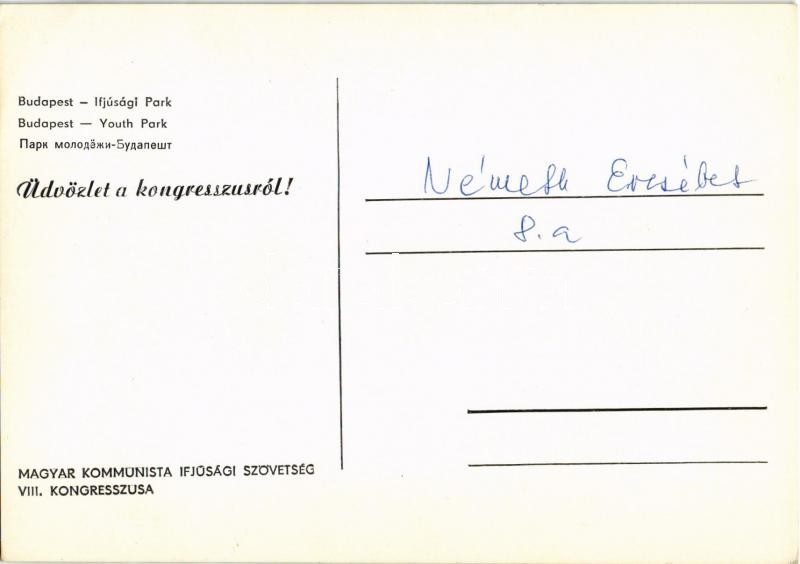 Budapest – Ifjúsági Park
Budapest — Youth Park
Парк молодёжи-Будапешт
Üdvözlet a kongresszusról!
Németh Erzsébet
8.a
MAGYAR KOMMUNISTA IFJÚSÁGI SZÖVETSÉG
VIII. KONGRESSZUSA